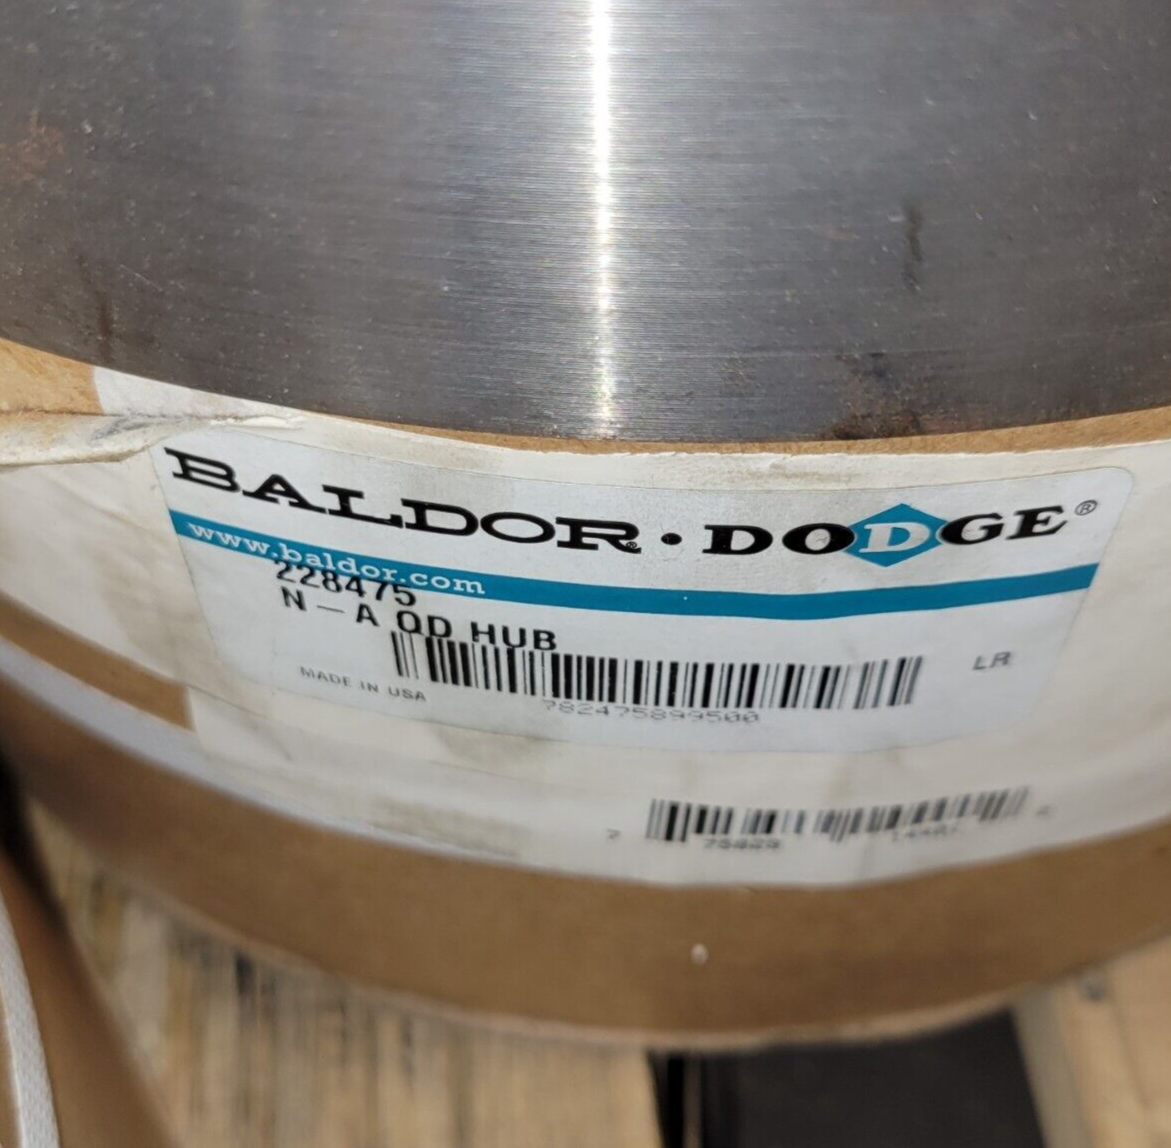 BALDOR · DODGE®
www.baldor.com
228475
N-A QD HUB
LR
MADE IN USA
782475899500